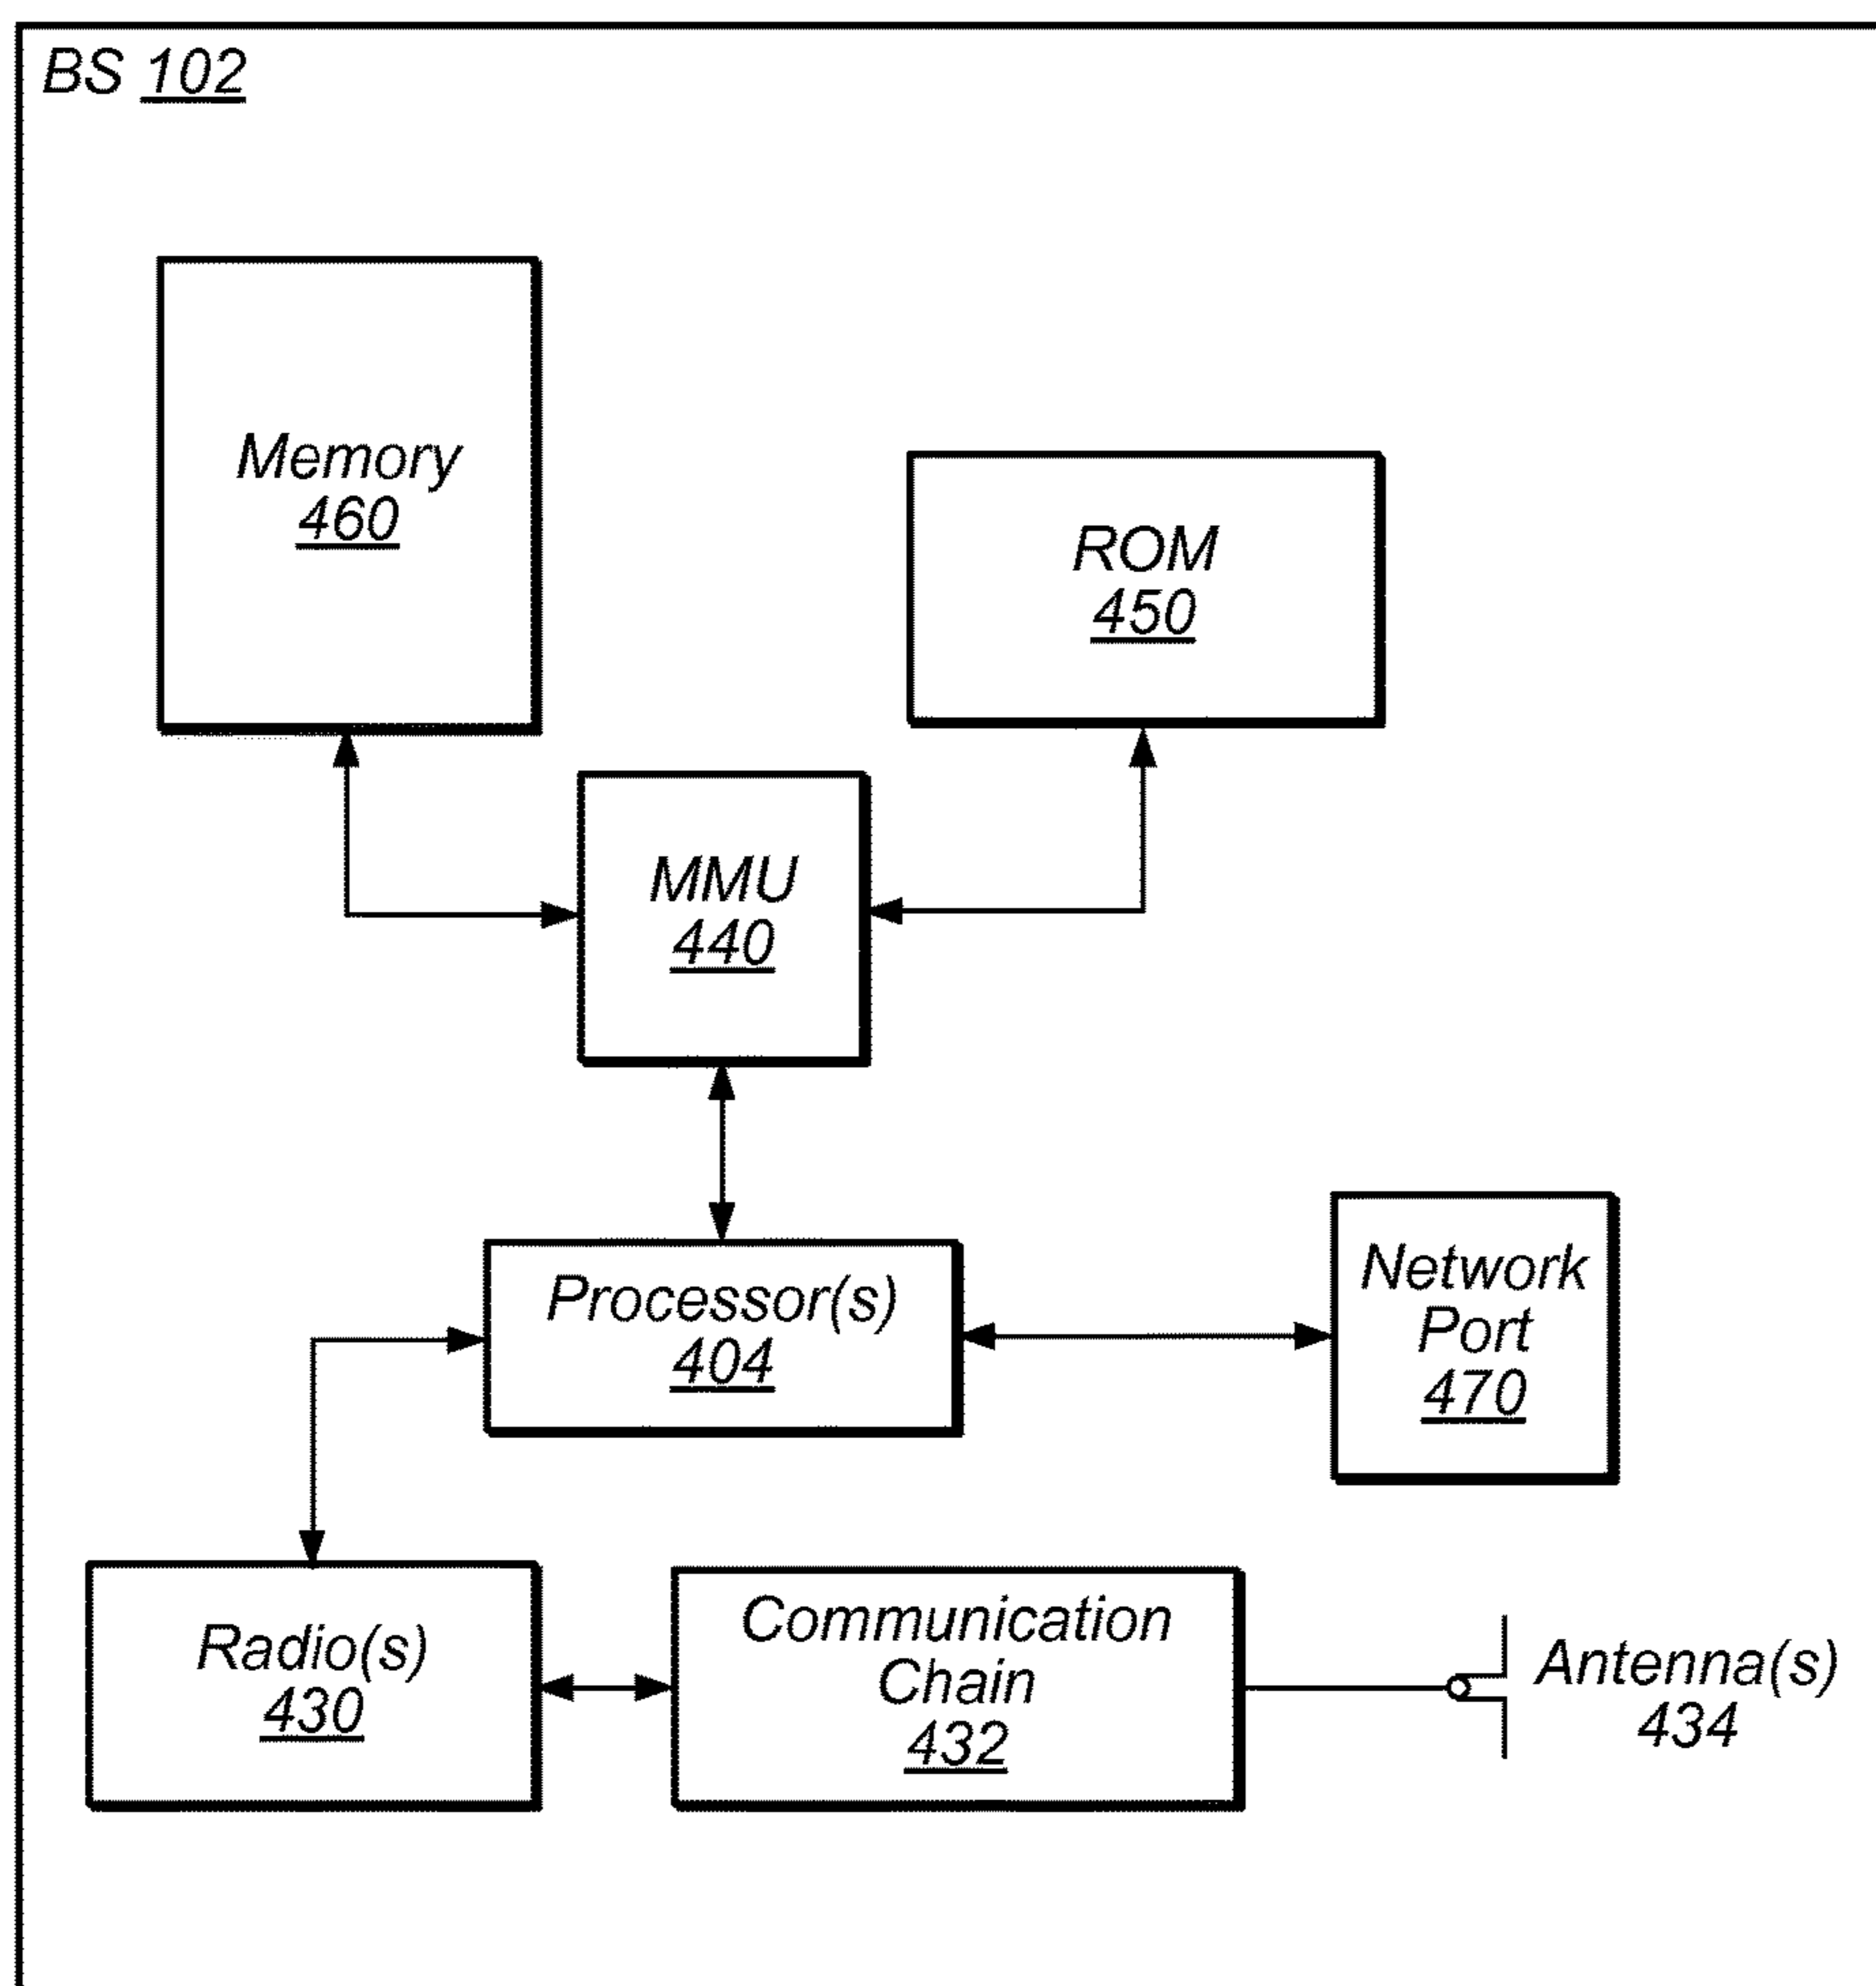 BS 102
Memory
460
ROM
450
MMU
440
Processor(s)
404
Network
Port
470
Radio(s)
430
Communication
Chain
432
Antenna(s)
434